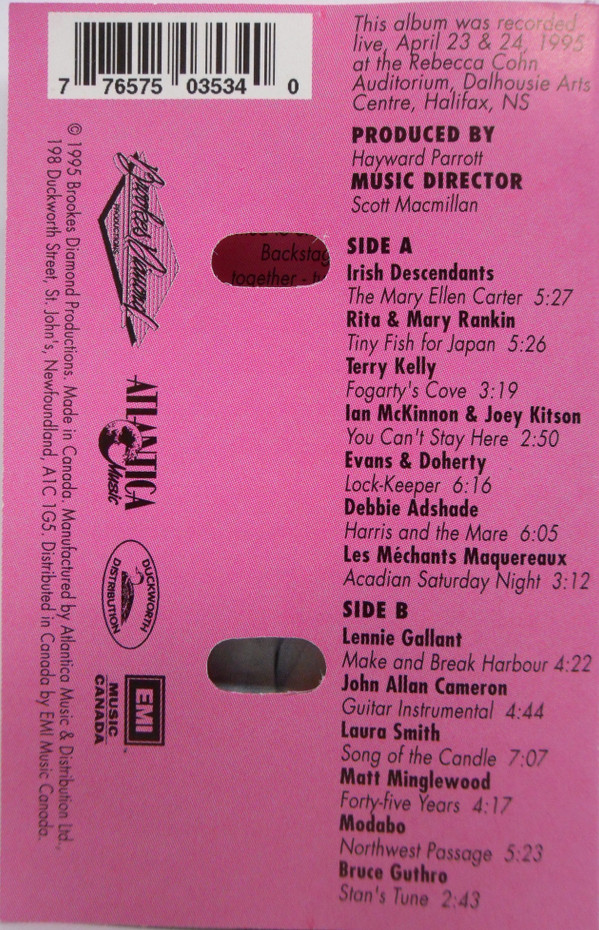 7 76575 03534 0
This album was recorded
live, April 23 & 24, 1995
at the Rebecca Cohn
Auditorium, Dalhousie Arts
Centre, Halifax, NS
PRODUCED BY
Hayward Parrott
MUSIC DIRECTOR
Scott Macmillan
SIDE A
Irish Descendants
The Mary Ellen Carter 5:27
Rita & Mary Rankin
Tiny Fish for Japan 5:26
Terry Kelly
Fogarty's Cove 3:19
Ian McKinnon & Joey Kitson
You Can't Stay Here 2:50
Evans & Doherty
Lock-Keeper 6:16
Debbie Adshade
Harris and the Mare 6:05
Les Méchants Maquereaux
Acadian Saturday Night 3:12
SIDE B
Lennie Gallant
Make and Break Harbour 4:22
John Allan Cameron
Guitar Instrumental 4:44
Laura Smith
Song of the Candle 7:07
Matt Minglewood
Forty-five Years 4:17
Modabo
Northwest Passage 5:23
Bruce Guthro
Stan's Tune 2:43
Backstag
together -
Brookes Diamond
PRODUCTIONS
ATLANTICA
Music
DUCKWORTH
DISTRIBUTION
EMI
MUSIC
CANADA
© 1995 Brookes Diamond Productions. Made in Canada. Manufactured by Atlantica Music & Distribution Ltd.,
198 Duckworth Street, St. John's, Newfoundland, A1C 1G5. Distributed in Canada by EMI Music Canada.